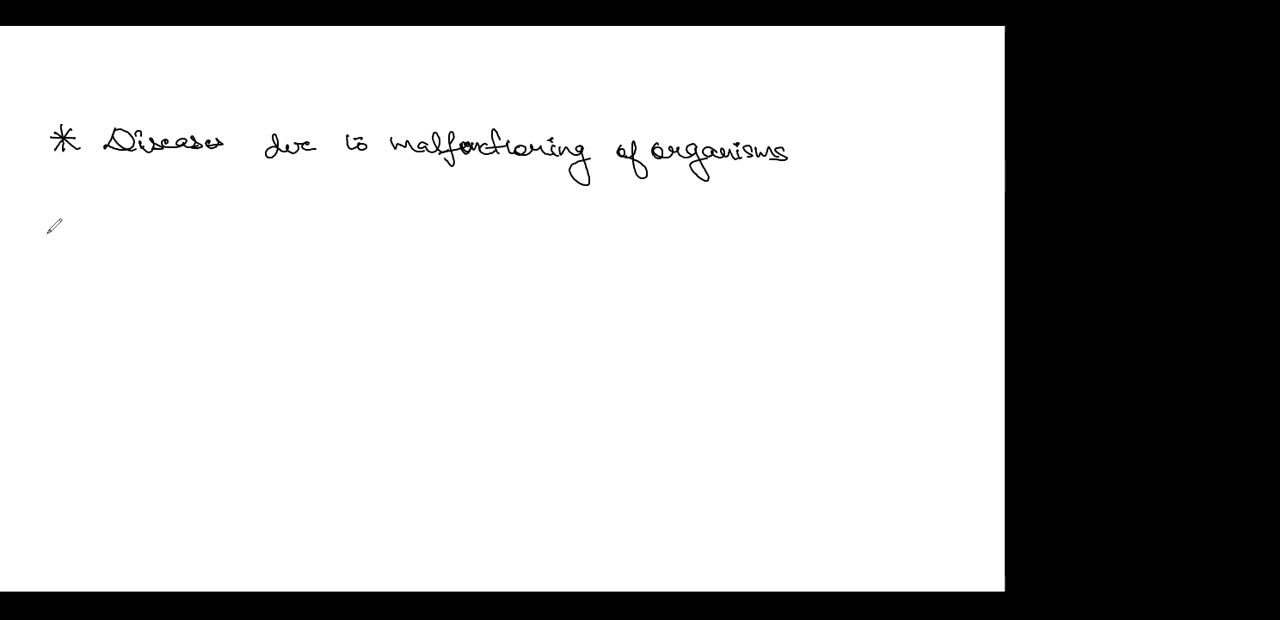 * Diseases due to malfunctioning of organisms